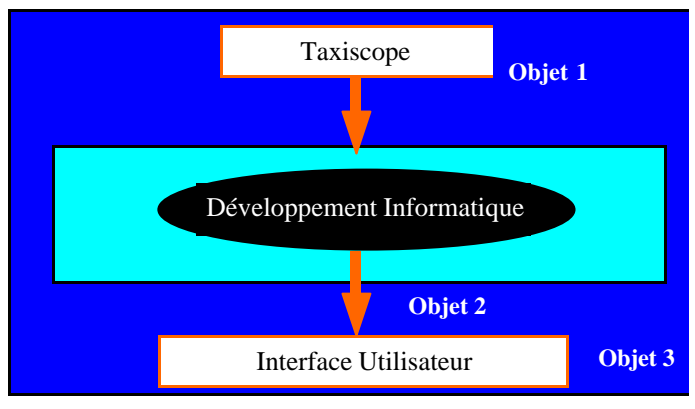 Taxiscope
Objet 1
Développement Informatique
Objet 2
Interface Utilisateur
Objet 3